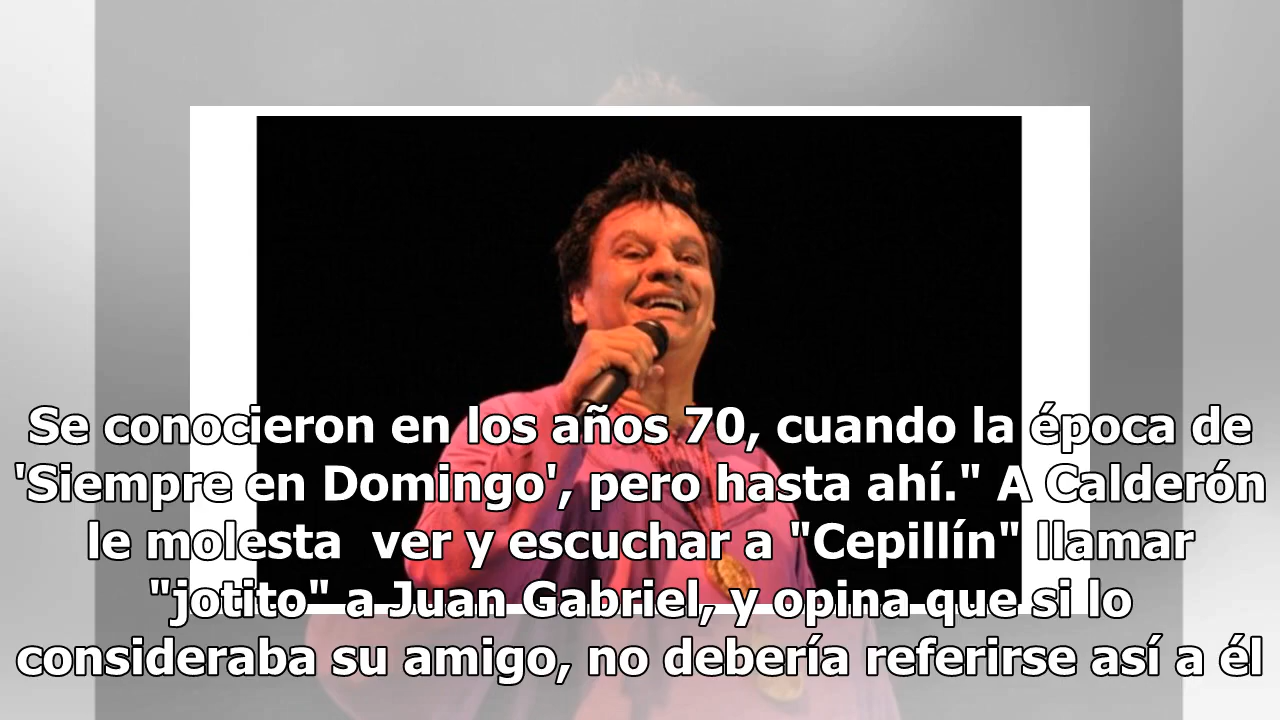 Se conocieron en los años 70, cuando la época de
'Siempre en Domingo', pero hasta ahí." A Calderón
le molesta  ver y escuchar a "Cepillín" llamar
"jotito" a Juan Gabriel, y opina que si lo
consideraba su amigo, no debería referirse así a él